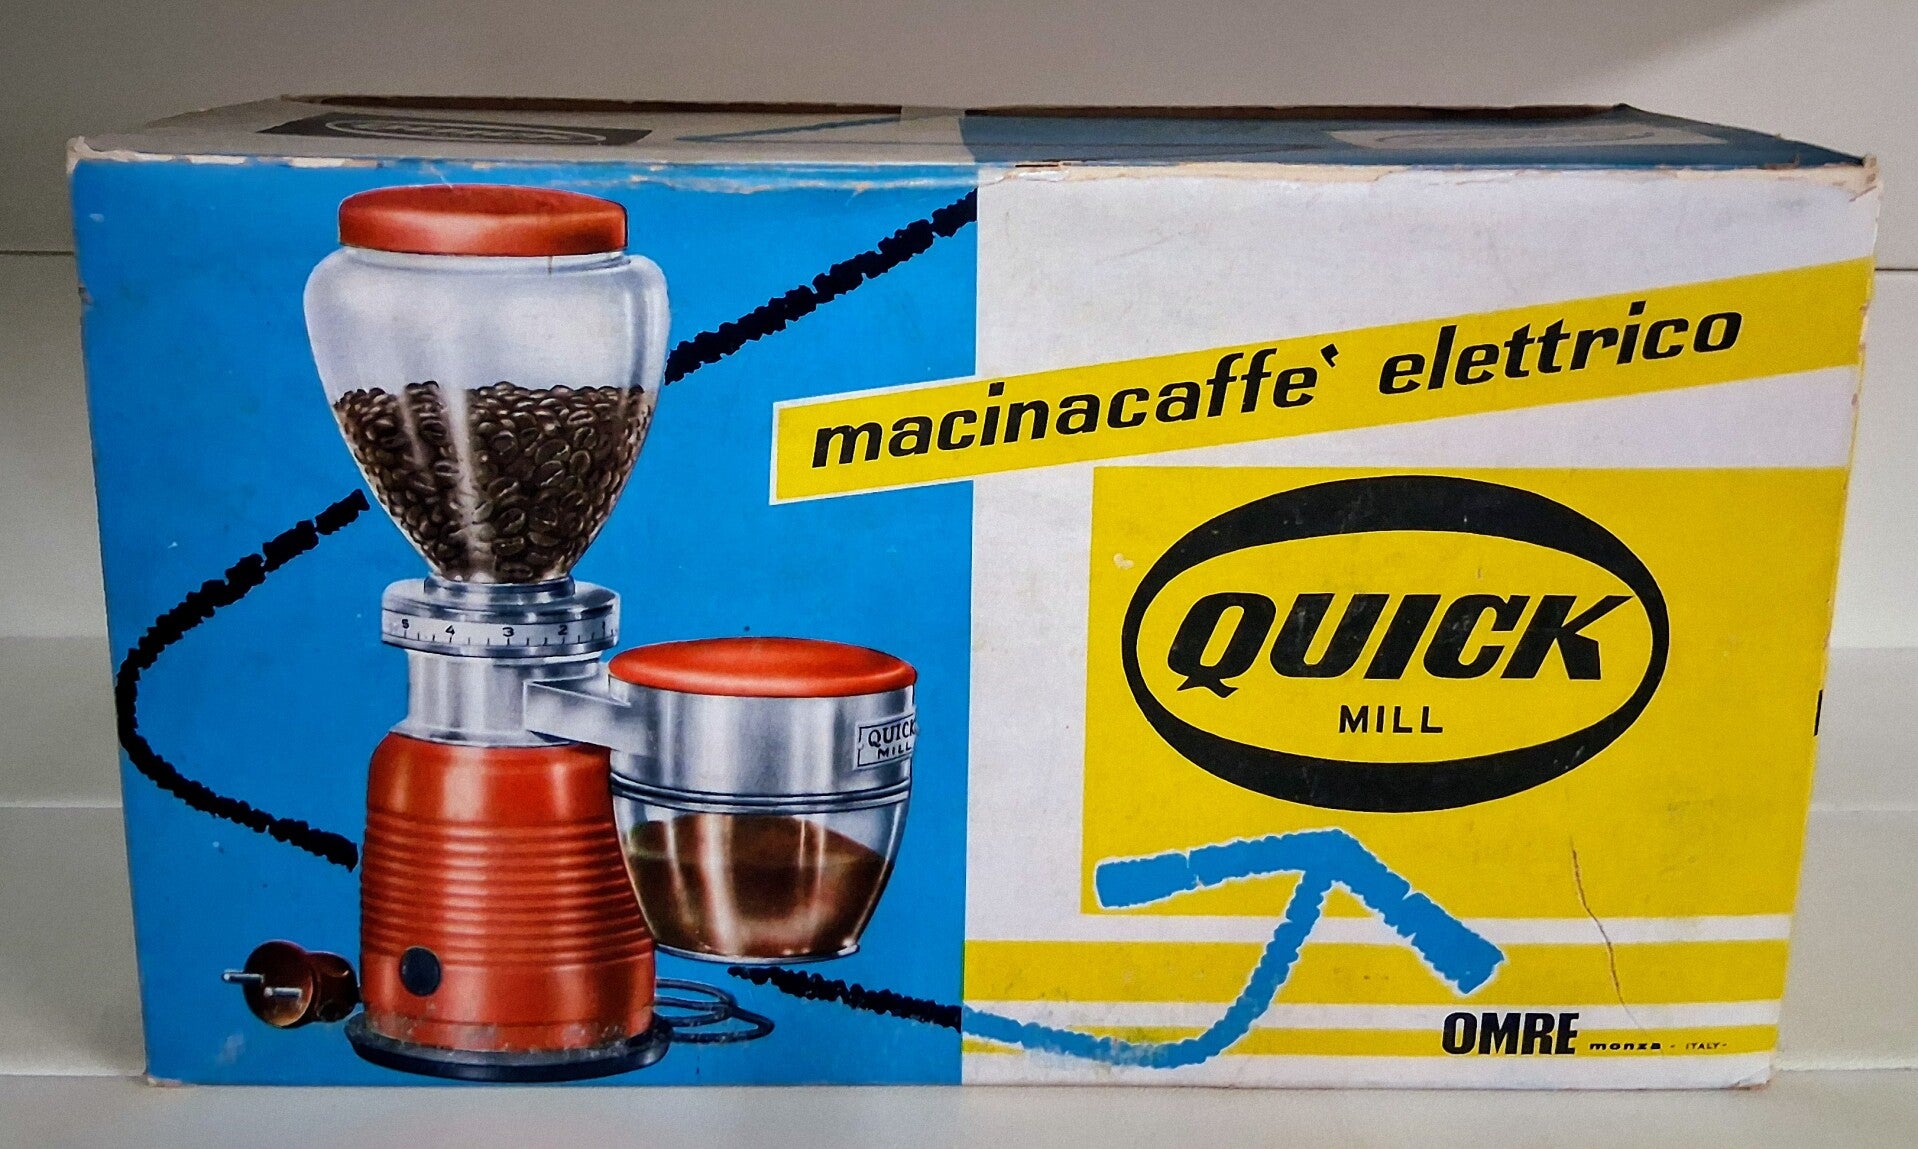 macinacaffe` elettrico
QUICK
MILL
5 4 3 2 1
QUICK
MILL
OMRE monza - ITALY-